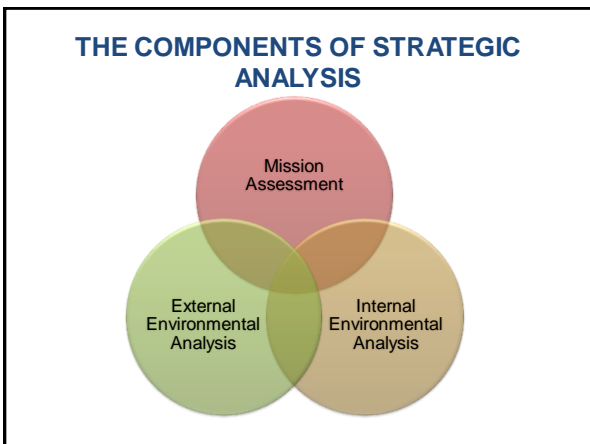 THE COMPONENTS OF STRATEGIC
ANALYSIS
Mission
Assessment
External
Environmental
Analysis
Internal
Environmental
Analysis